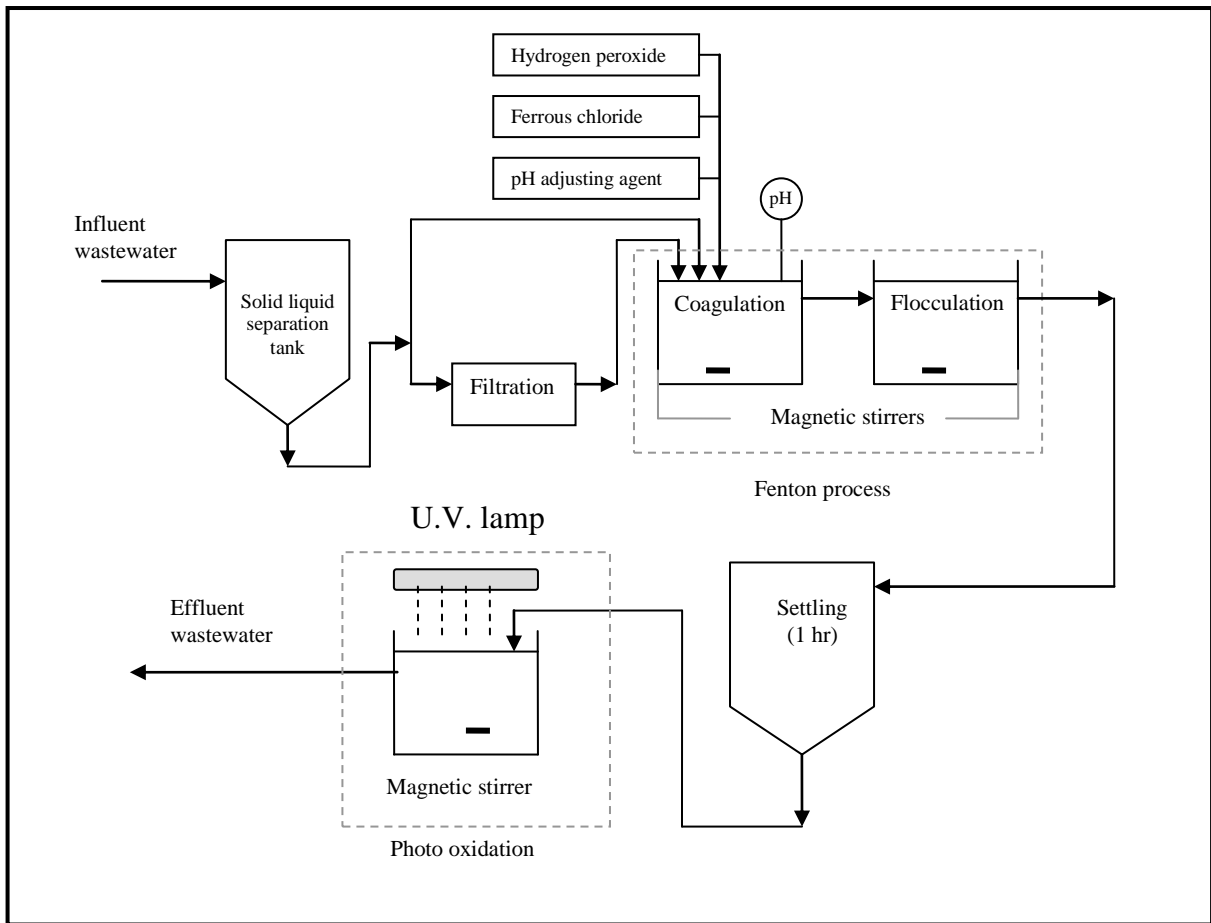 Hydrogen peroxide
Ferrous chloride
pH adjusting agent
pH
Influent
wastewater
Solid liquid
separation
tank
Filtration
Coagulation
Flocculation
Magnetic stirrers
Fenton process
U.V. lamp
Effluent
wastewater
Settling
(1 hr)
Magnetic stirrer
Photo oxidation